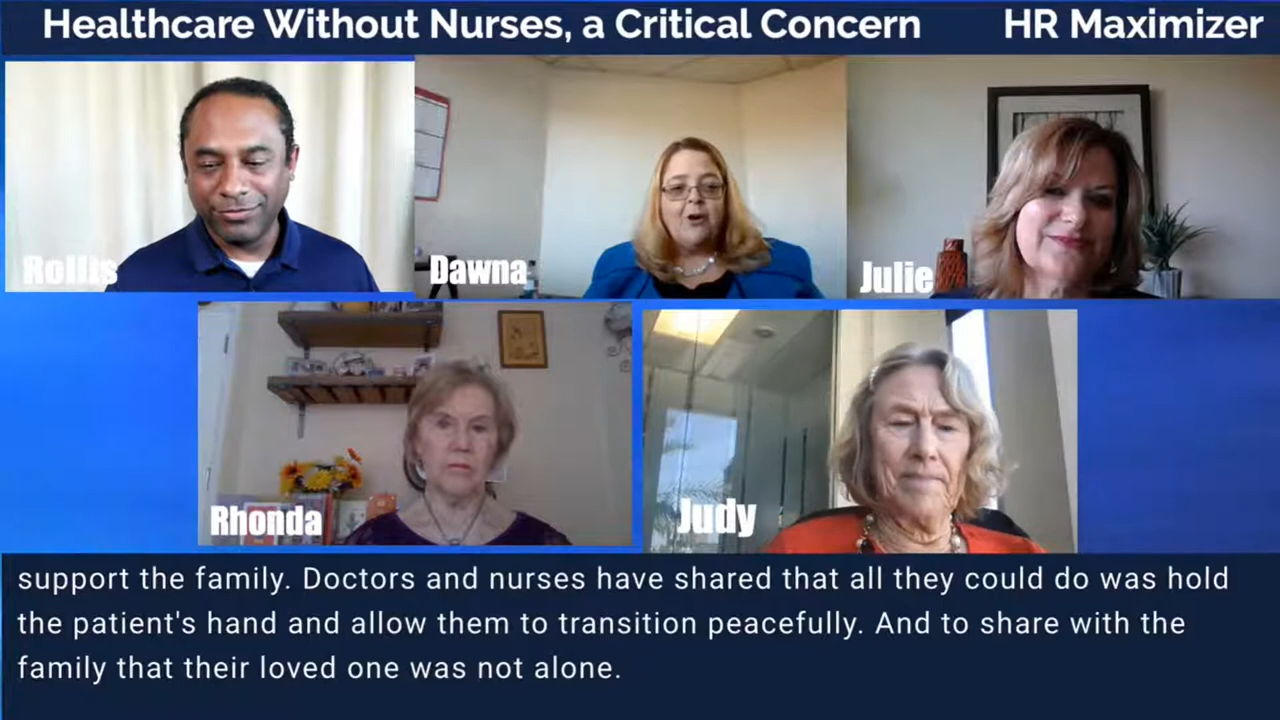 Healthcare Without Nurses, a Critical Concern HR Maximizer
Rollis
Dawna
Julie
Rhonda
Judy
support the family. Doctors and nurses have shared that all they could do was hold
the patient's hand and allow them to transition peacefully. And to share with the
family that their loved one was not alone.